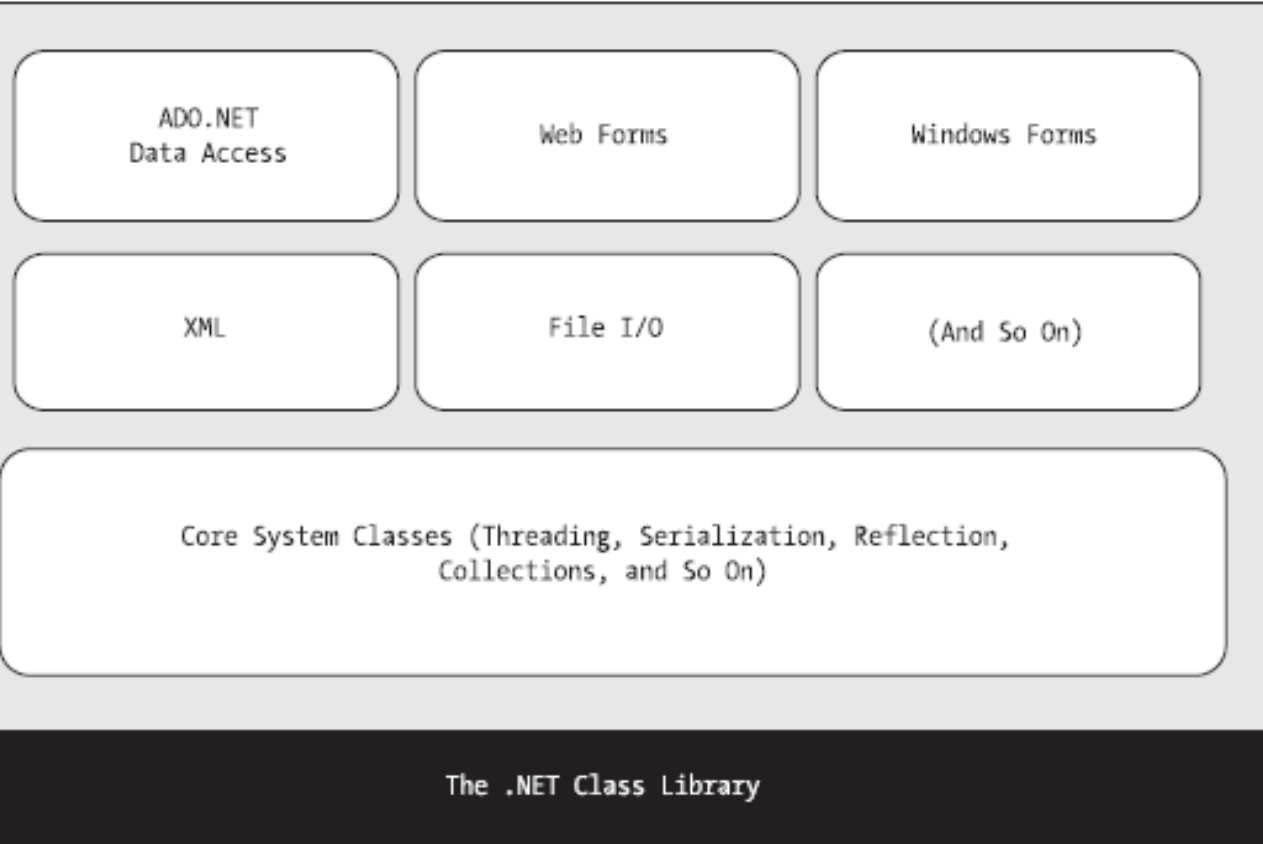 ADO.NET
Data Access
Web Forms
Windows Forms
XML
File I/O
(And So On)
Core System Classes (Threading, Serialization, Reflection,
Collections, and So On)
The .NET Class Library